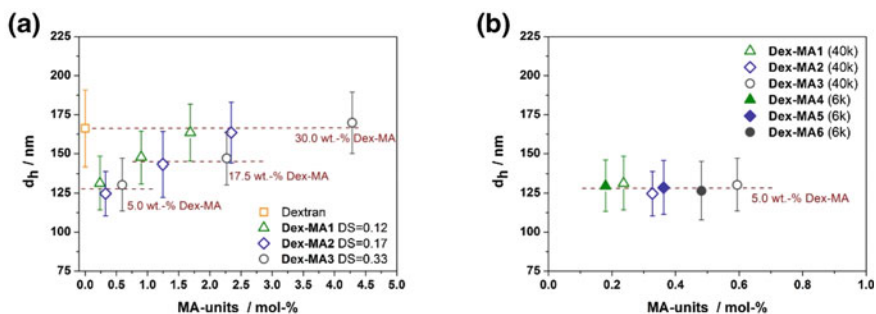 (a)
225
200
175
150
125
100
75
dh / nm
30.0 wt.-% Dex-MA
17.5 wt.-% Dex-MA
5.0 wt.-% Dex-MA
Dextran
Dex-MA1 DS=0.12
Dex-MA2 DS=0.17
Dex-MA3 DS=0.33
0.0 0.5 1.0 1.5 2.0 2.5 3.0 3.5 4.0 4.5 5.0
MA-units / mol-%
(b)
225
200
175
150
125
100
75
dh / nm
Dex-MA1 (40k)
Dex-MA2 (40k)
Dex-MA3 (40k)
Dex-MA4 (6k)
Dex-MA5 (6k)
Dex-MA6 (6k)
5.0 wt.-% Dex-MA
0.0 0.2 0.4 0.6 0.8 1.0
MA-units / mol-%